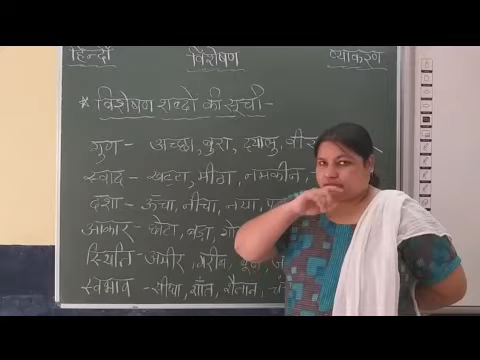 हिन्दी विशेषण व्याकरण
* विशेषण शब्दों की सूची -
गुण - अच्छा, बुरा, दयालु,
स्वाद - खट्टा, मीठा, नमकीन,
दशा - ऊंचा, नीचा, नया,
आकार - छोटा, बड़ा,
स्थिति - अमीर, गरीब,
स्वभाव - सीधा, शाँत, शैतान,